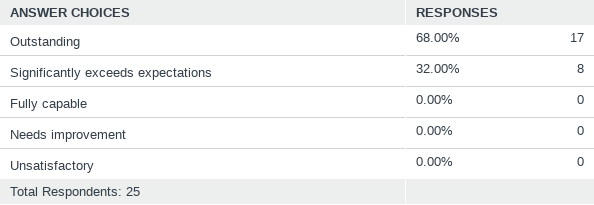 ANSWER CHOICES RESPONSES
Outstanding 68.00% 17
Significantly exceeds expectations 32.00% 8
Fully capable 0.00% 0
Needs improvement 0.00% 0
Unsatisfactory 0.00% 0
Total Respondents: 25